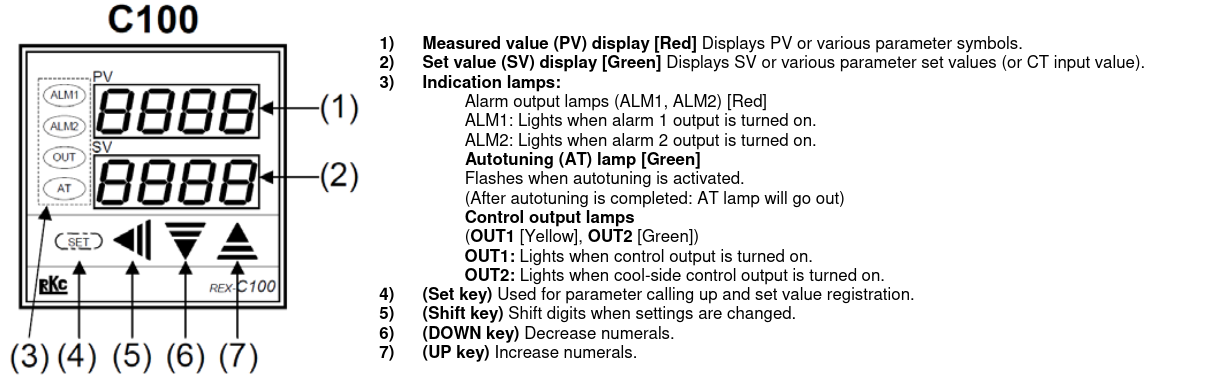 C100
PV
ALM1
8888
(1)
ALM2
SV
OUT
8888
(2)
AT
SET
RKC
REX-C100
(3) (4) (5) (6) (7)
1) Measured value (PV) display [Red] Displays PV or various parameter symbols.
2) Set value (SV) display [Green] Displays SV or various parameter set values (or CT input value).
3) Indication lamps:
Alarm output lamps (ALM1, ALM2) [Red]
ALM1: Lights when alarm 1 output is turned on.
ALM2: Lights when alarm 2 output is turned on.
Autotuning (AT) lamp [Green]
Flashes when autotuning is activated.
(After autotuning is completed: AT lamp will go out)
Control output lamps
(OUT1 [Yellow], OUT2 [Green])
OUT1: Lights when control output is turned on.
OUT2: Lights when cool-side control output is turned on.
4) (Set key) Used for parameter calling up and set value registration.
5) (Shift key) Shift digits when settings are changed.
6) (DOWN key) Decrease numerals.
7) (UP key) Increase numerals.